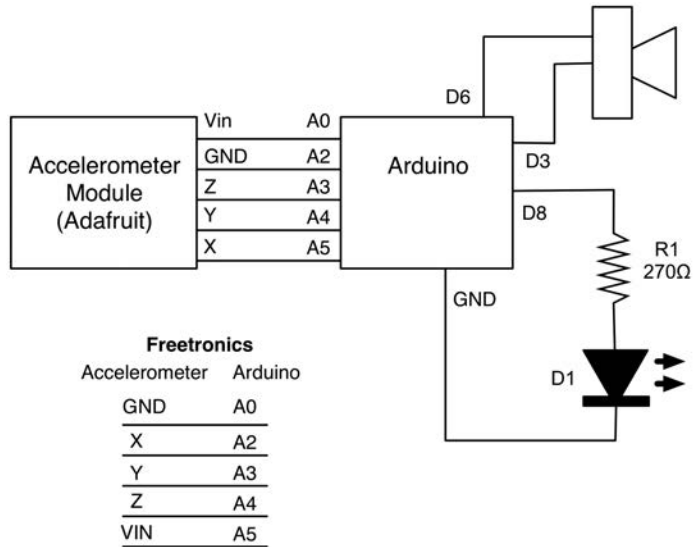 D6
Vin A0
GND A2
Z A3
Y A4
X A5
Accelerometer
Module
(Adafruit)
Arduino
D3
D8
R1
270Ω
GND
D1
Freetronics
Accelerometer Arduino
GND A0
X A2
Y A3
Z A4
VIN A5